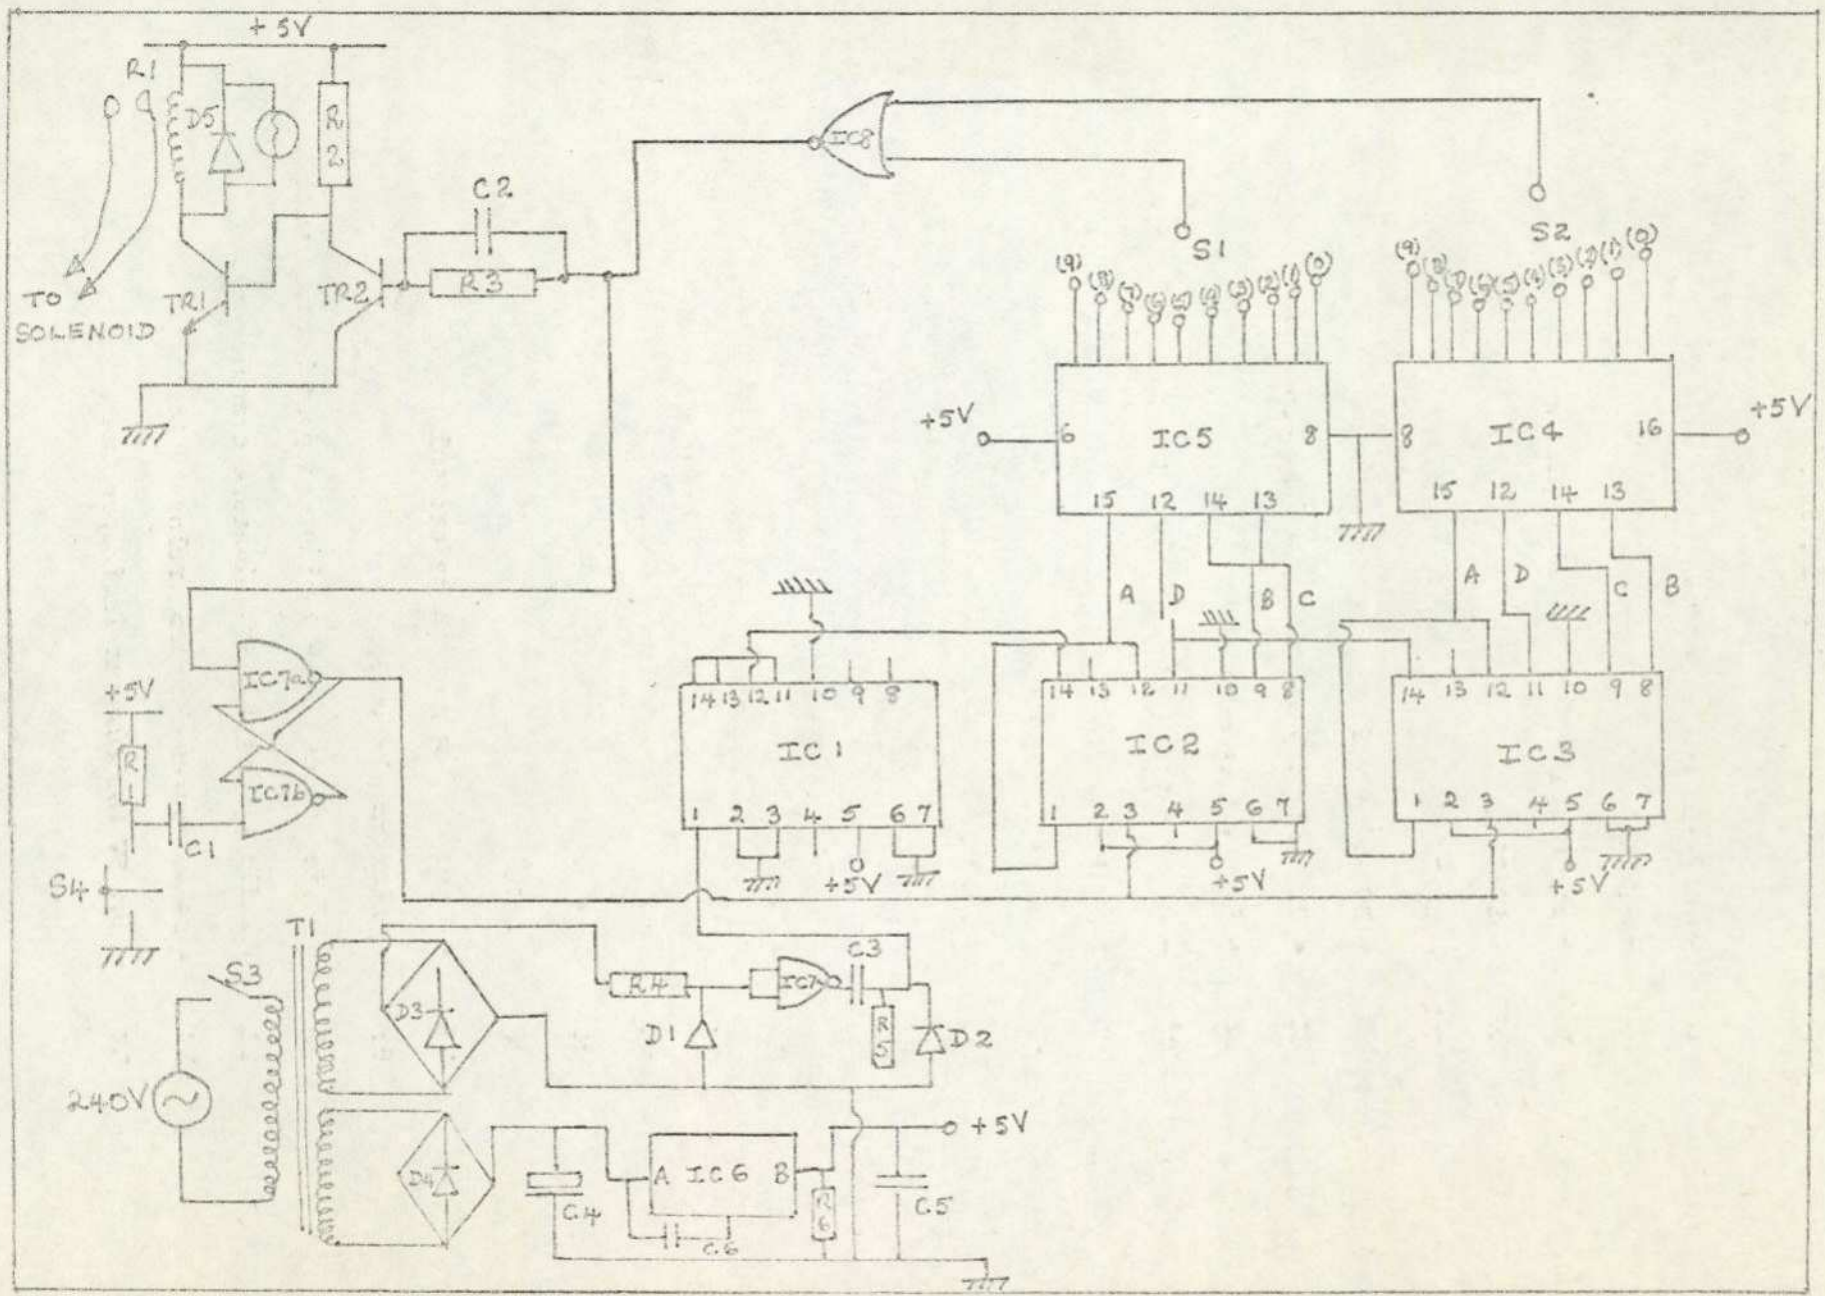 +5V
R1
D5
R2
C2
R3
TR1
TR2
TO
SOLENOID
IC8
S1
S2
(9) (8) (7) (6) (5) (4) (3) (2) (1) (0)
(9) (8) (7) (6) (5) (4) (3) (2) (1) (0)
+5V
6 IC5 8
15 12 14 13
8 IC4 16
15 12 14 13
+5V
A D B C
A D C B
IC7a
IC7b
+5V
R
C1
S4
14 13 12 11 10 9 8
IC1
1 2 3 4 5 6 7
+5V
14 13 12 11 10 9 8
IC2
1 2 3 4 5 6 7
+5V
14 13 12 11 10 9 8
IC3
1 2 3 4 5 6 7
+5V
T1
S3
240V
D3
R4
D1
IC7
C3
R5
D2
D4
C4
A IC6 B
C6
R6
C5
+5V